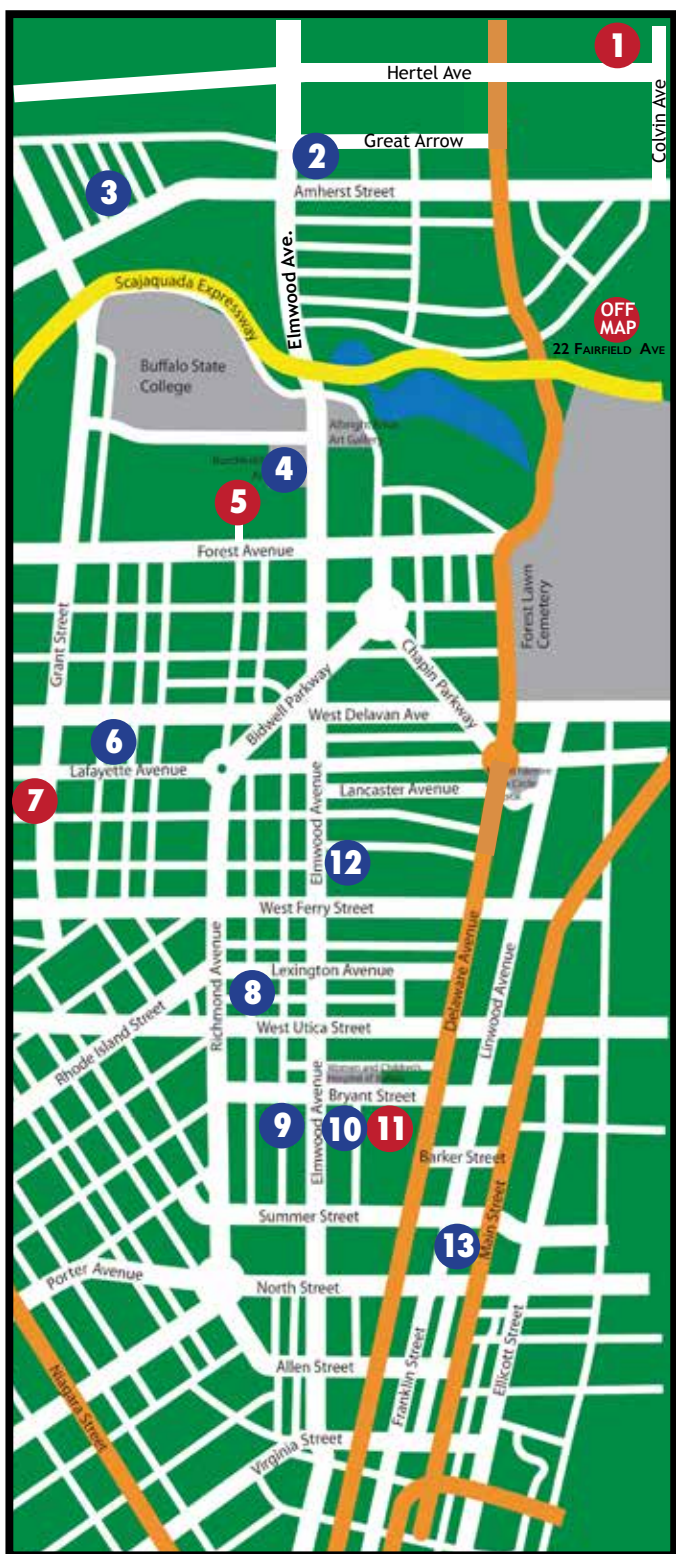 1
Hertel Ave
Colvin Ave
2
Great Arrow
3
Amherst Street
Elmwood Ave.
Scajaquada Expressway
OFF
MAP
22 FAIRFIELD AVE
Buffalo State
College
Art Gallery
4
5
Forest Avenue
Forest Lawn
Cemetery
Grant Street
Bidwell Parkway
Chapin Parkway
West Delavan Ave
6
Lafayette Avenue
7
Lancaster Avenue
Elmwood Avenue
12
West Ferry Street
Delaware Avenue
Linwood Avenue
Richmond Avenue
Lexington Avenue
8
Rhode Island Street
West Utica Street
Women and Children's
Hospital of
Bryant Street
Elmwood Avenue
9
10
11
Barker Street
Summer Street
13
Main Street
Porter Avenue
North Street
Niagara Street
Allen Street
Franklin Street
Ellicott Street
Virginia Street